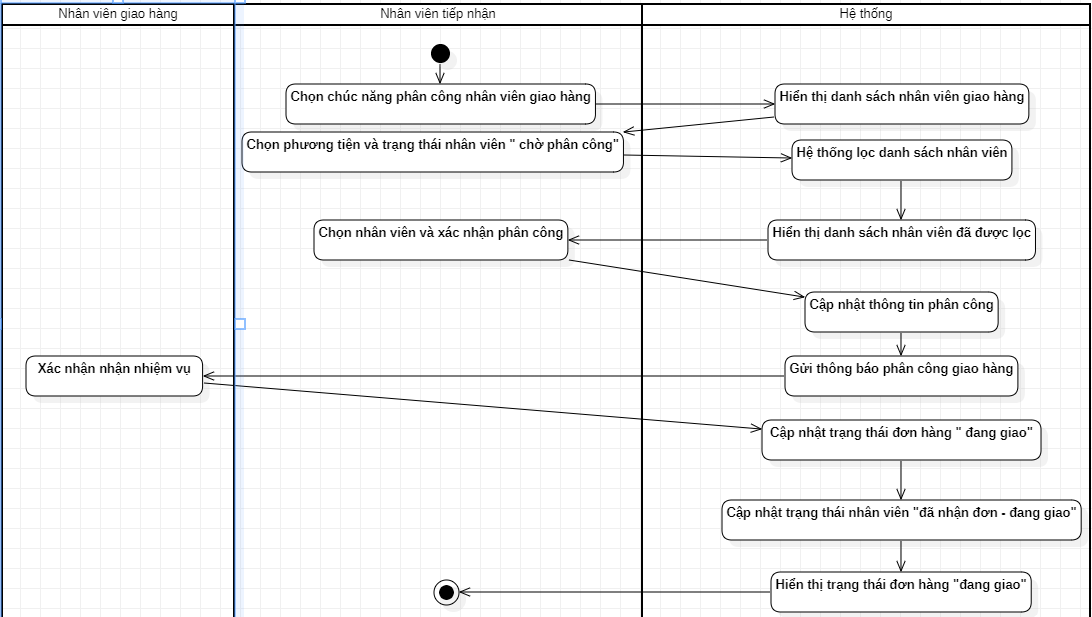 Nhân viên giao hàng
Nhân viên tiếp nhận
Hệ thống
Chọn chúc năng phân công nhân viên giao hàng
Hiển thị danh sách nhân viên giao hàng
Chọn phương tiện và trạng thái nhân viên " chờ phân công"
Hệ thống lọc danh sách nhân viên
Chọn nhân viên và xác nhận phân công
Hiển thị danh sách nhân viên đã được lọc
Cập nhật thông tin phân công
Xác nhận nhận nhiệm vụ
Gửi thông báo phân công giao hàng
Cập nhật trạng thái đơn hàng " đang giao"
Cập nhật trạng thái nhân viên "đã nhận đơn - đang giao"
Hiển thị trạng thái đơn hàng "đang giao"